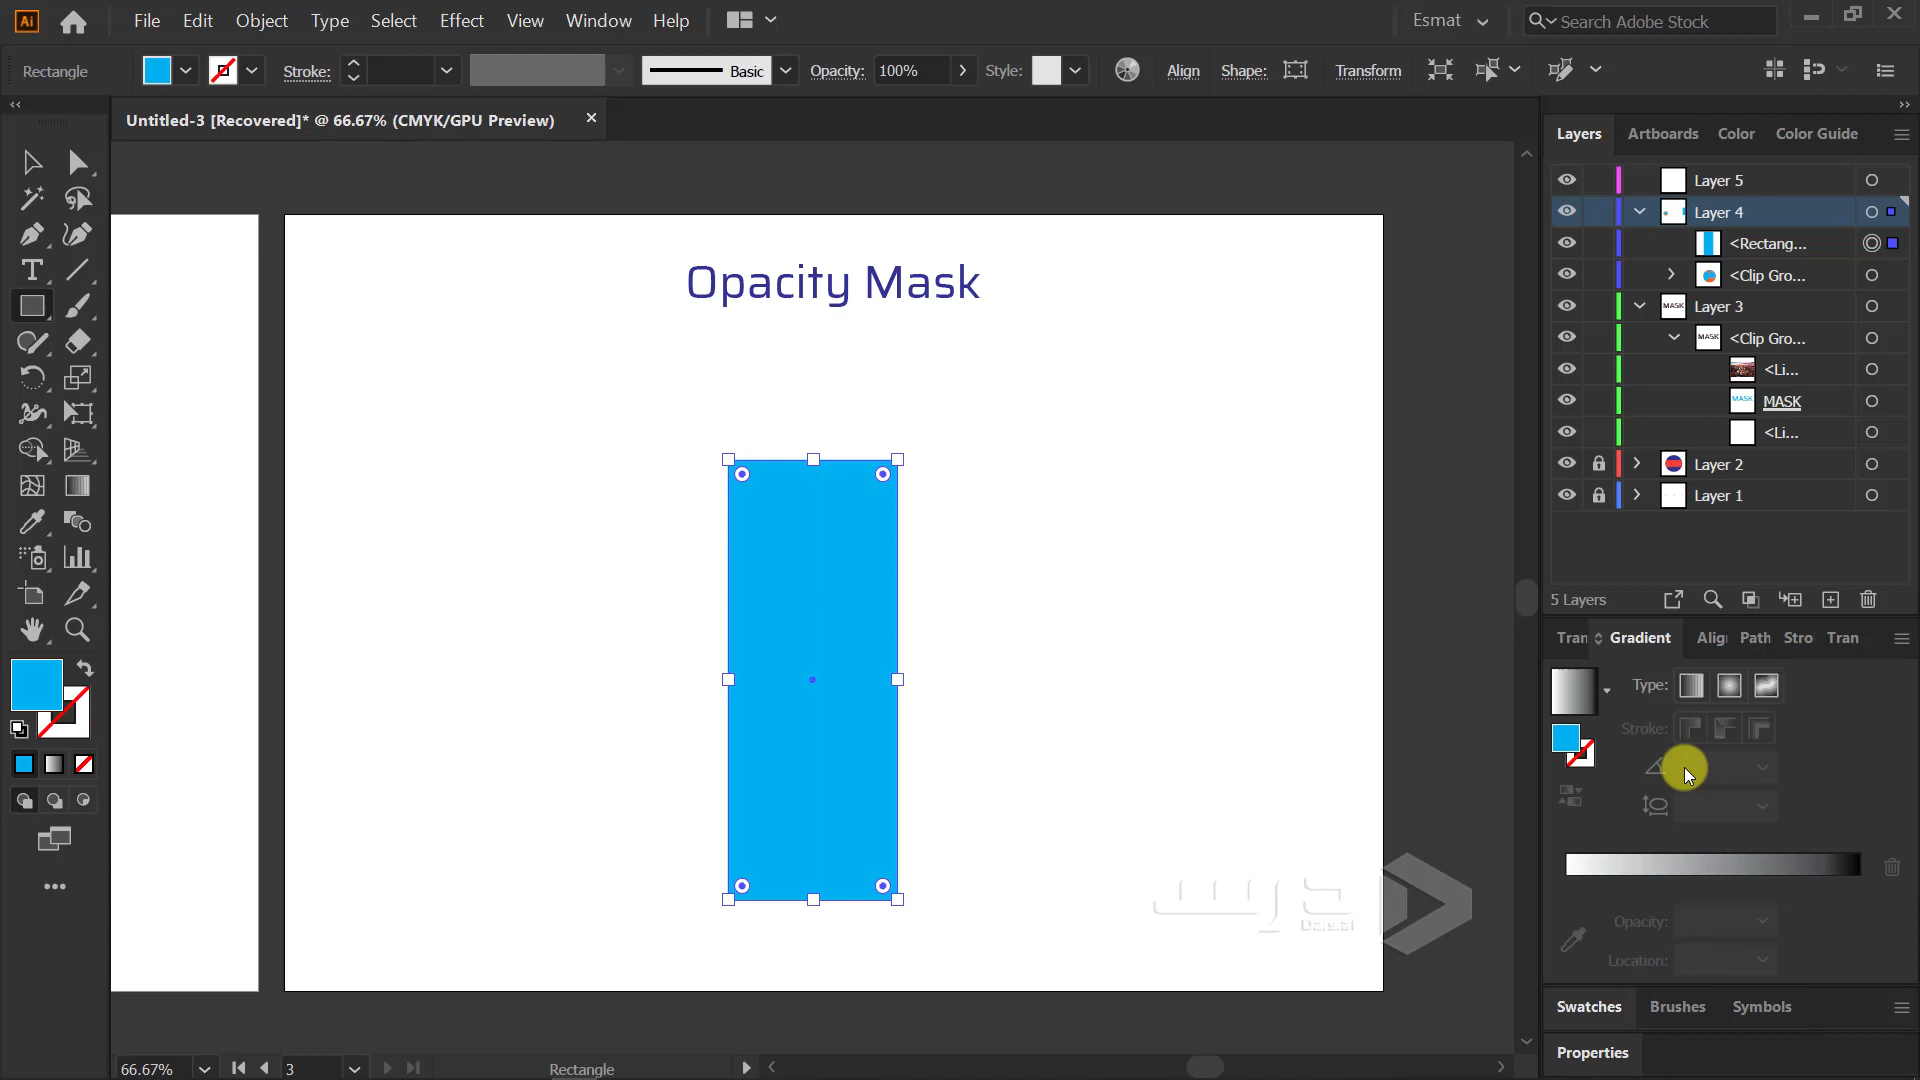 Ai File Edit Object Type Select Effect View Window Help Esmat Search Adobe Stock
Rectangle Stroke: Basic Opacity: 100% Style: Align Shape: Transform
Untitled-3 [Recovered]* @ 66.67% (CMYK/GPU Preview)
Layers Artboards Color Color Guide
Layer 5
Layer 4
<Rectang...
<Clip Gro...
MASK Layer 3
MASK <Clip Gro...
<Li...
MASK MASK
<Li...
Layer 2
Layer 1
5 Layers
Opacity Mask
Tran Gradient Alig Path Stro Tran
Type:
Stroke:
Opacity:
Location:
درس
Dars.af
Swatches Brushes Symbols
Properties
66.67% 3 Rectangle